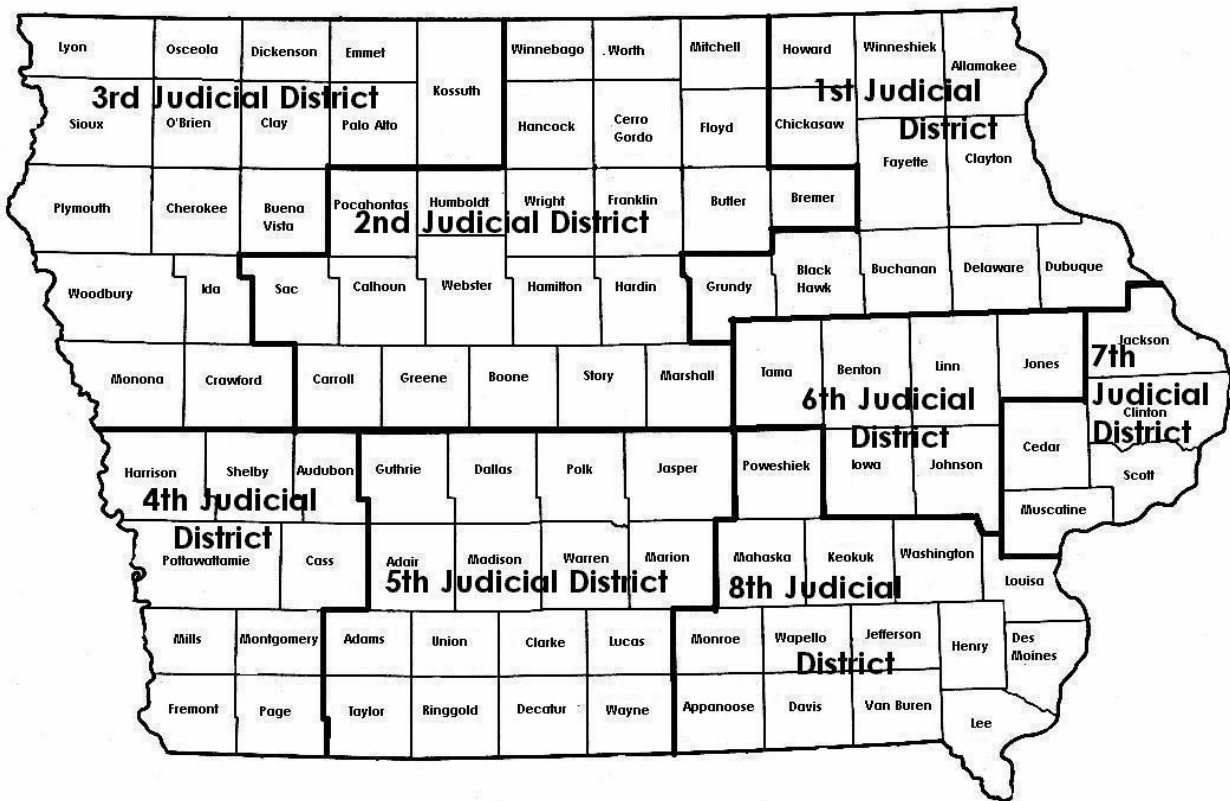 Lyon Osceola Dickenson Emmet Kossuth Winnebago . Worth Mitchell Howard Winneshiek Allamakee
3rd Judicial District
1st Judicial
District
Sioux O'Brien Clay Palo Alto Hancock Cerro
Gordo Floyd Chickasaw Fayette Clayton
Plymouth Cherokee Buena
Vista Pocahontas Humboldt Wright Franklin Butler Bremer
2nd Judicial District
Woodbury Ida Sac Calhoun Webster Hamilton Hardin Grundy Black
Hawk Buchanan Delaware Dubuque
Monona Crawford Carroll Greene Boone Story Marshall Tama Benton Linn Jones Jackson
6th Judicial
District
7th
Judicial
District
Clinton
Harrison Shelby Audubon Guthrie Dallas Polk Jasper Poweshiek Iowa Johnson Cedar Scott
Muscatine
4th Judicial
District
Pottawattamie Cass Adair Madison Warren Marion Mahaska Keokuk Washington Louisa
5th Judicial District
8th Judicial
District
Mills Montgomery Adams Union Clarke Lucas Monroe Wapello Jefferson Henry Des
Moines
Fremont Page Taylor Ringgold Decatur Wayne Appanoose Davis Van Buren Lee